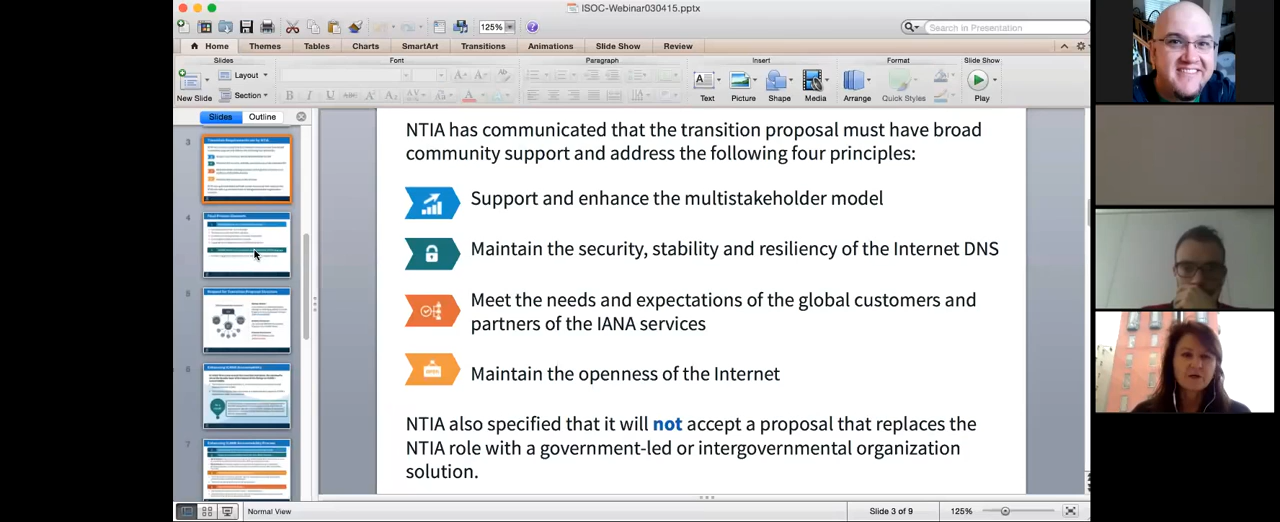 ISOC-Webinar030415.pptx
125%
Search in Presentation
Home Themes Tables Charts SmartArt Transitions Animations Slide Show Review
Slides Font Paragraph Insert Format Slide Show
Layout
Section
New Slide Text Picture Shape Media Arrange Quick Styles Play
Slides Outline
NTIA has communicated that the transition proposal must have broad
community support and address the following four principles:
Support and enhance the multistakeholder model
Maintain the security, stability and resiliency of the Internet DNS
Meet the needs and expectations of the global customers and
partners of the IANA services
Maintain the openness of the Internet
NTIA also specified that it will not accept a proposal that replaces the
NTIA role with a government-led or intergovernmental organization
solution.
3
4
5
6
7
Normal View Slide 3 of 9 125%